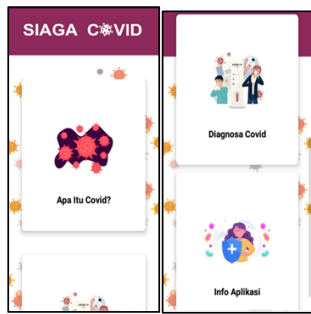 SIAGA COVID
Apa Itu Covid?
Diagnosa Covid
Info Aplikasi